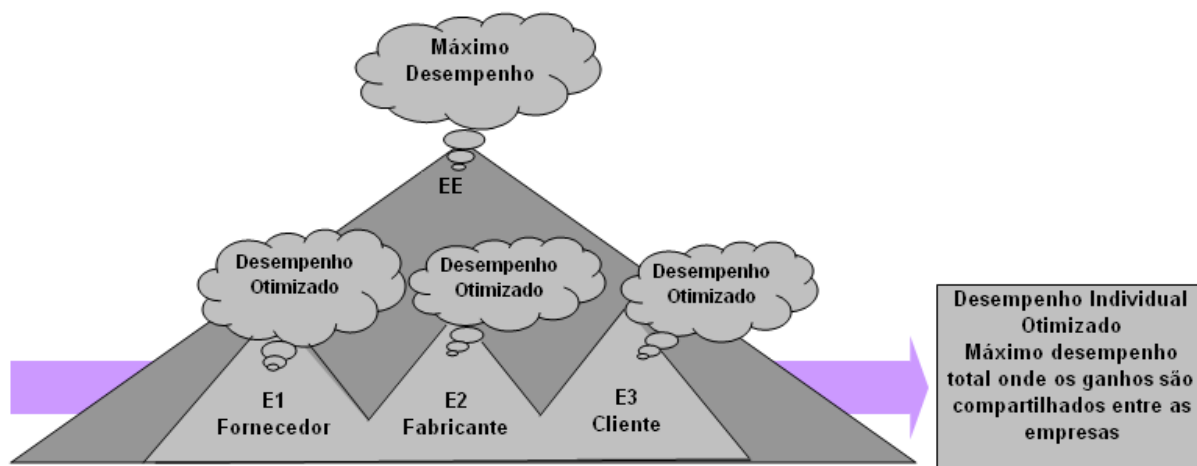 Máximo
Desempenho
EE
Desempenho
Otimizado
Desempenho
Otimizado
Desempenho
Otimizado
E1
Fornecedor
E2
Fabricante
E3
Cliente
Desempenho Individual
Otimizado
Máximo desempenho
total onde os ganhos são
compartilhados entre as
empresas